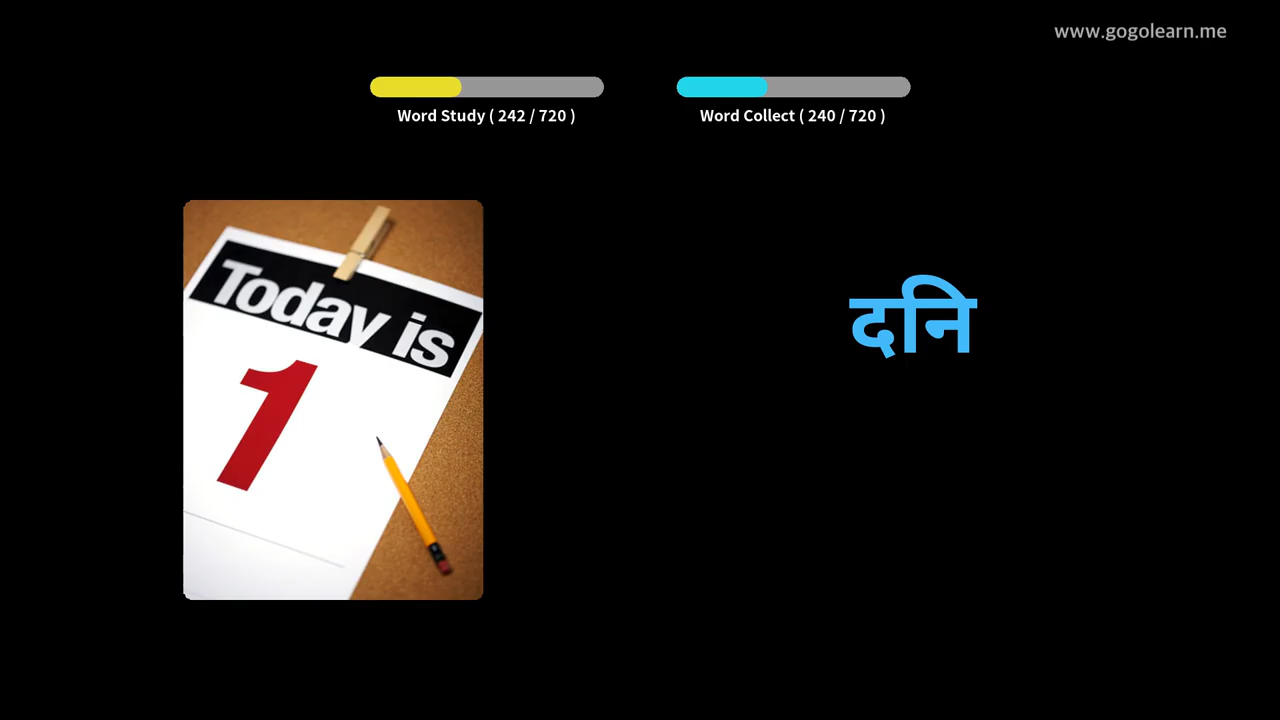 www.gogolearn.me
Word Study ( 242 / 720 )
Word Collect ( 240 / 720 )
Today is
1
दनि